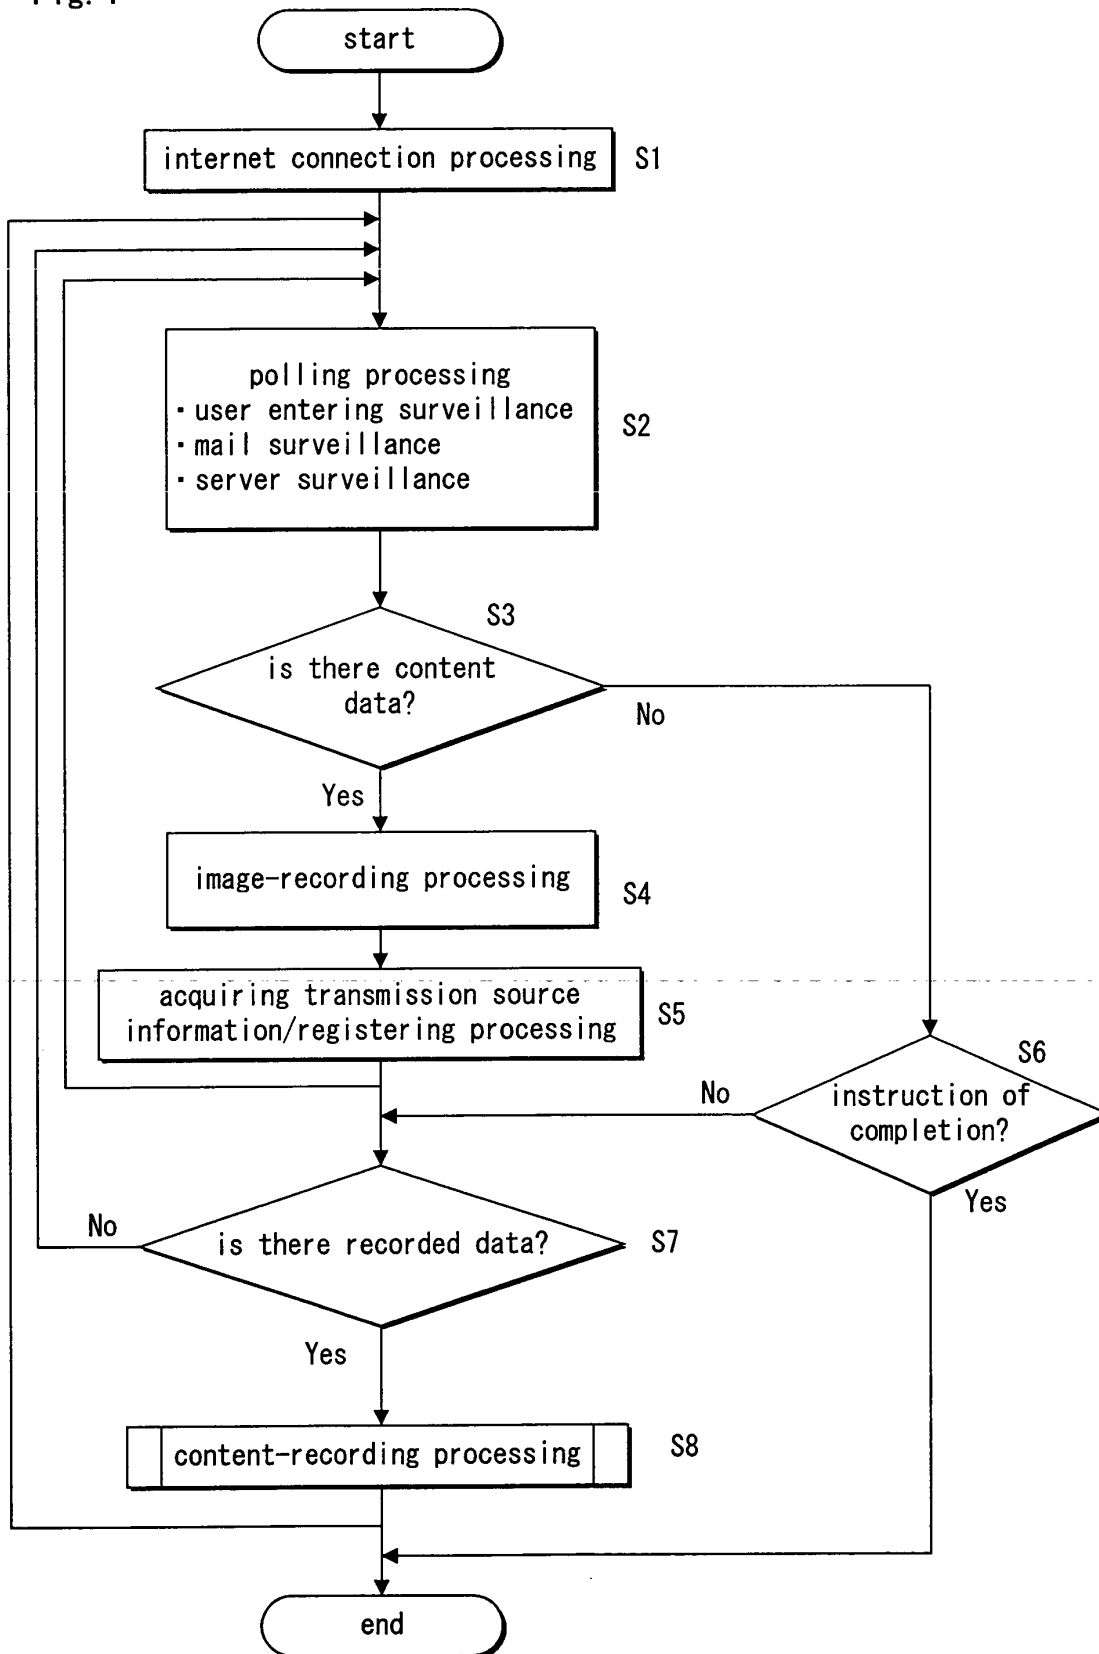 start
internet connection processing
S1
polling processing
・user entering surveillance
・mail surveillance
・server surveillance
S2
S3
is there content
data?
No
Yes
image-recording processing
S4
acquiring transmission source
information/registering processing
S5
S6
instruction of
completion?
No
Yes
is there recorded data?
S7
No
Yes
content-recording processing
S8
end